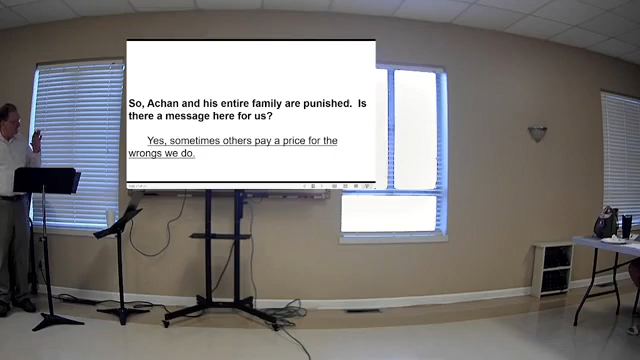 So, Achan and his entire family are punished.  Is
there a message here for us?
Yes, sometimes others pay a price for the
wrongs we do.